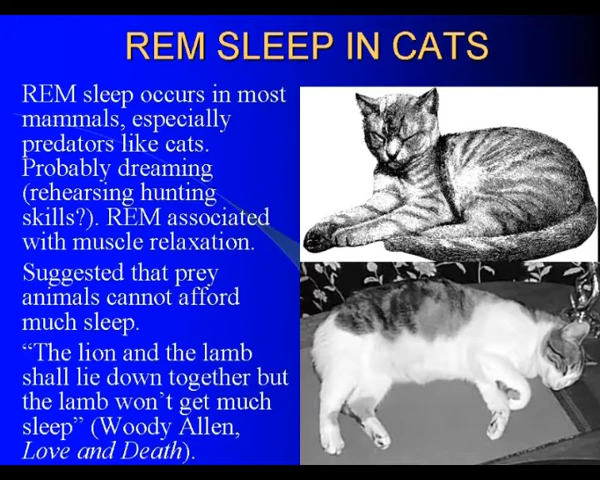 REM SLEEP IN CATS
REM sleep occurs in most
mammals, especially
predators like cats.
Probably dreaming
(rehearsing hunting
skills?). REM associated
with muscle relaxation.
Suggested that prey
animals cannot afford
much sleep.
“The lion and the lamb
shall lie down together but
the lamb won’t get much
sleep” (Woody Allen,
Love and Death).